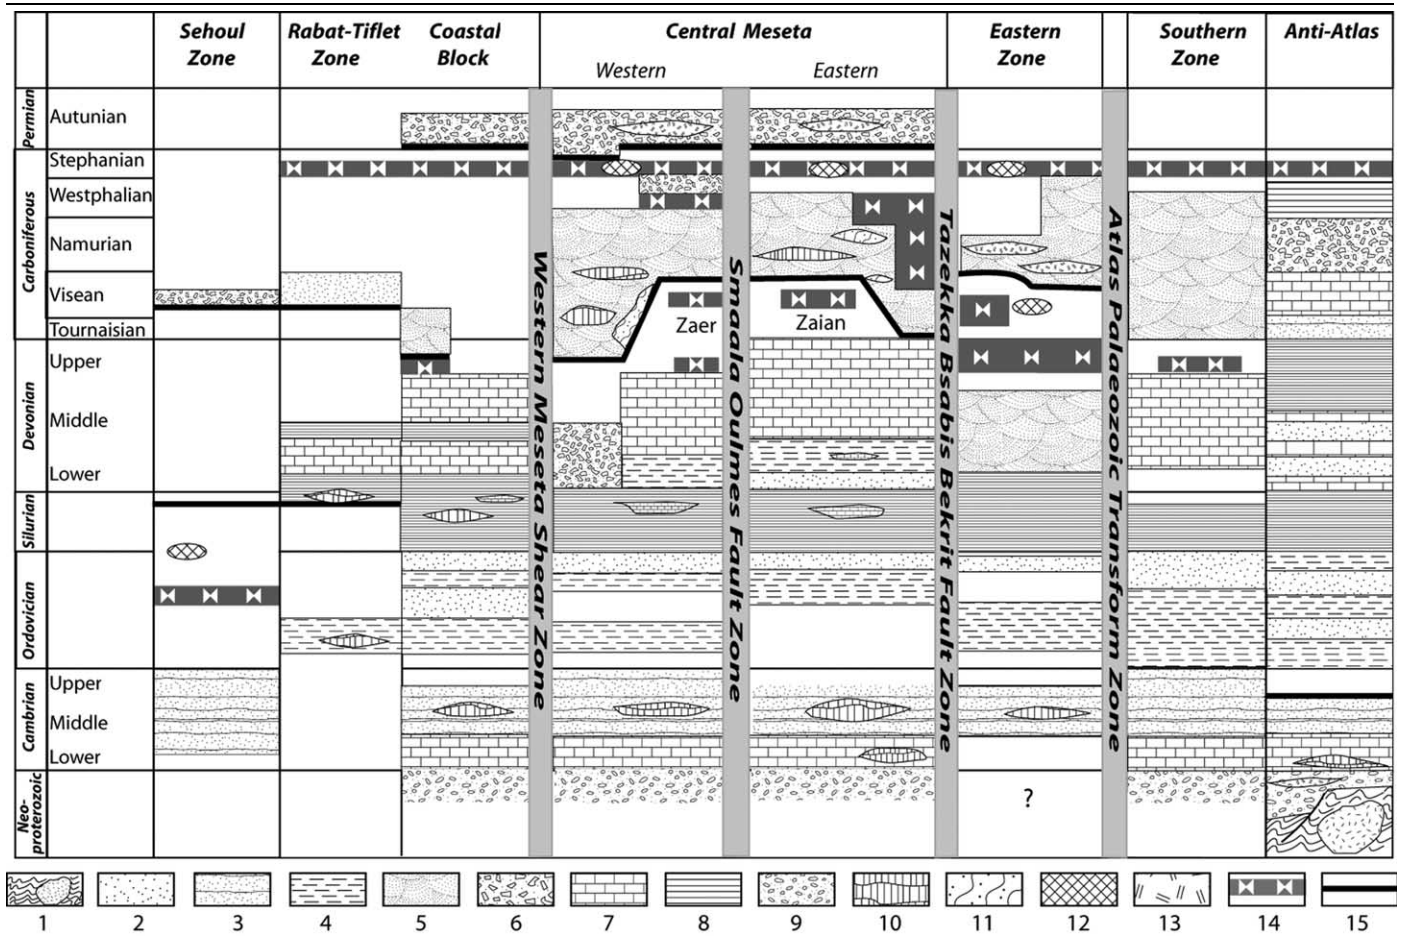 Sehoul
Zone
Rabat-Tiflet
Zone
Coastal
Block
Central Meseta
Western
Eastern
Eastern
Zone
Southern
Zone
Anti-Atlas
Permian
Autunian
Carboniferous
Stephanian
Westphalian
Namurian
Visean
Tournaisian
Devonian
Upper
Middle
Lower
Silurian
Ordovician
Cambrian
Upper
Middle
Lower
Neo-
proterozoic
Western Meseta Shear Zone
Zaer
Smaala Oulmes Fault Zone
Zaian
Tazekka Bsabis Bekrit Fault Zone
?
Atlas Palaeozoic Transform Zone
1 2 3 4 5 6 7 8 9 10 11 12 13 14 15